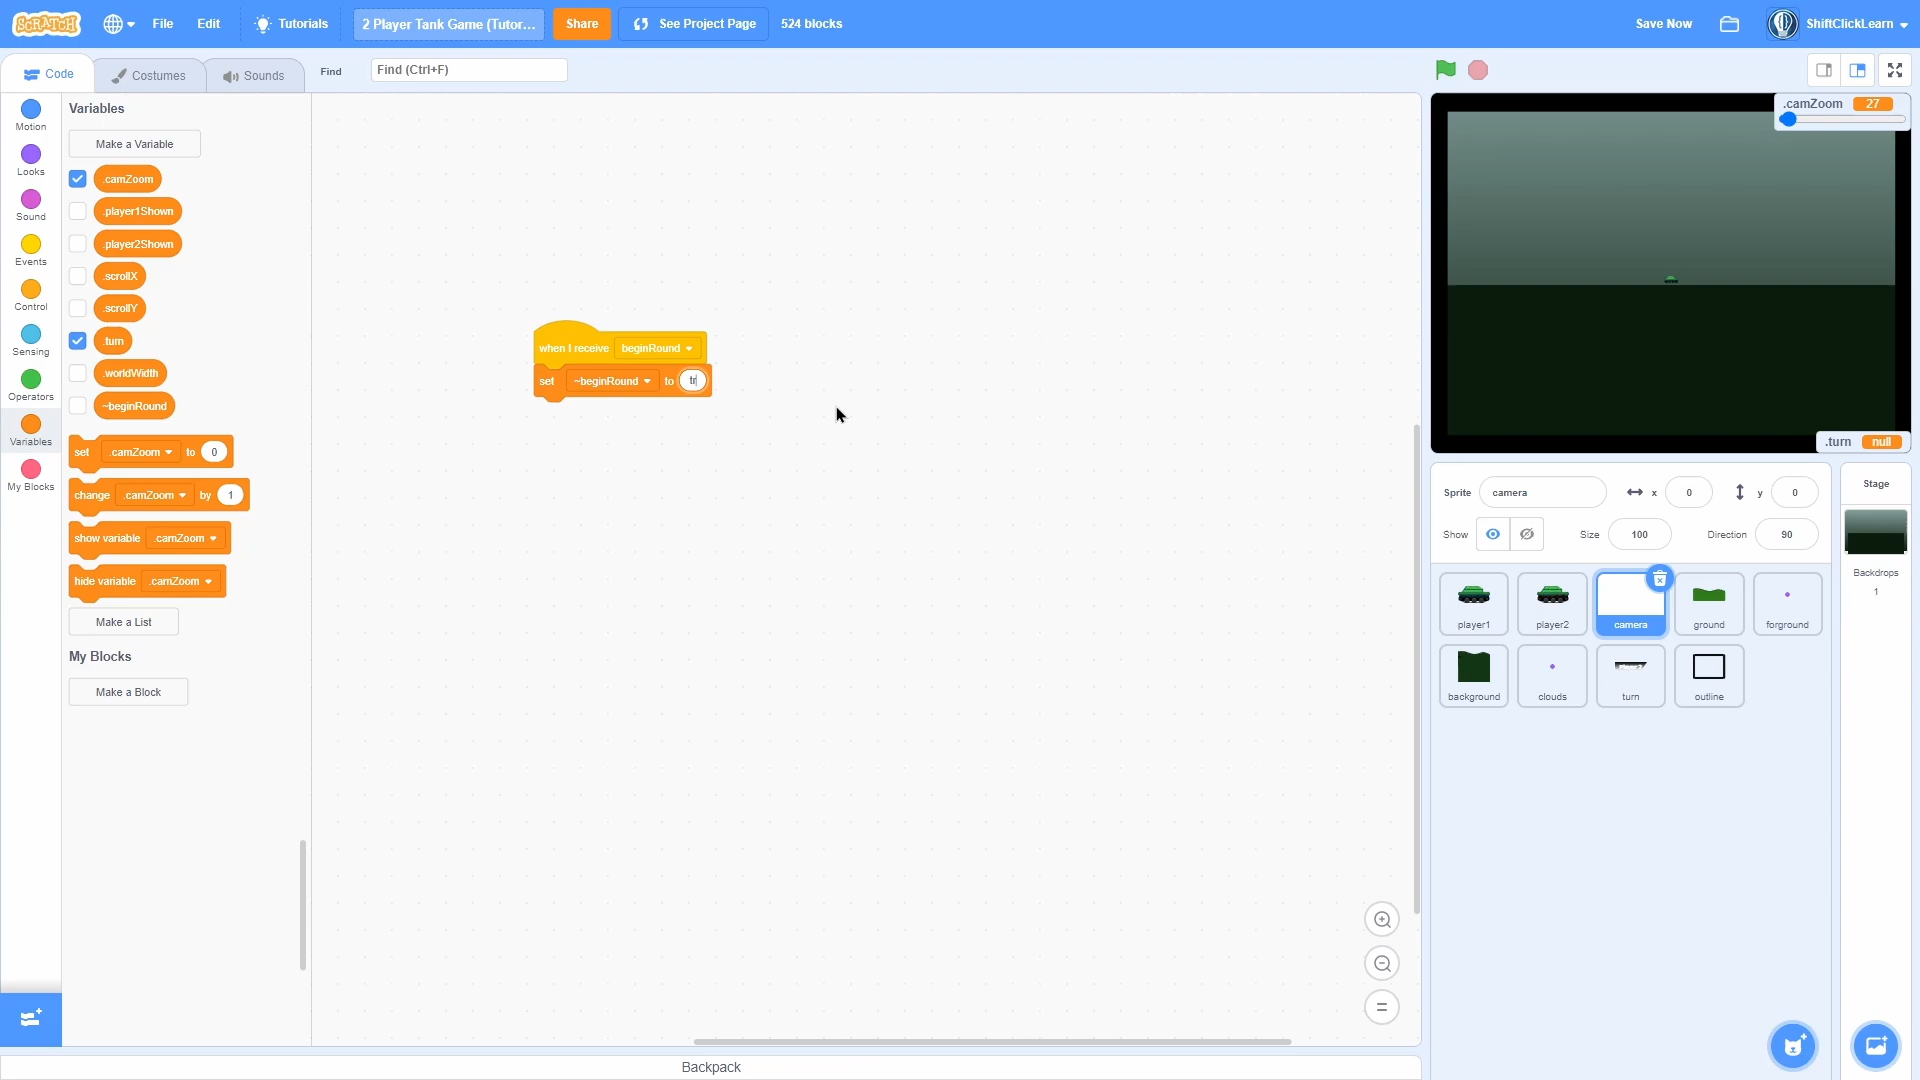 SCRATCH File Edit Tutorials 2 Player Tank Game (Tutor... Share See Project Page 524 blocks Save Now ShiftClickLearn
Code Costumes Sounds Find Find (Ctrl+F)
Motion
Looks
Sound
Events
Control
Sensing
Operators
Variables
My Blocks
Variables
Make a Variable
.camZoom
.player1Shown
.player2Shown
.scrollX
.scrollY
.turn
.worldWidth
~beginRound
set .camZoom to 0
change .camZoom by 1
show variable .camZoom
hide variable .camZoom
Make a List
My Blocks
Make a Block
when I receive beginRound
set ~beginRound to tr
Backpack
.camZoom 27
.turn null
Sprite camera x 0 y 0
Show Size 100 Direction 90
player1 player2 camera ground forground
background clouds turn outline
Stage
Backdrops
1